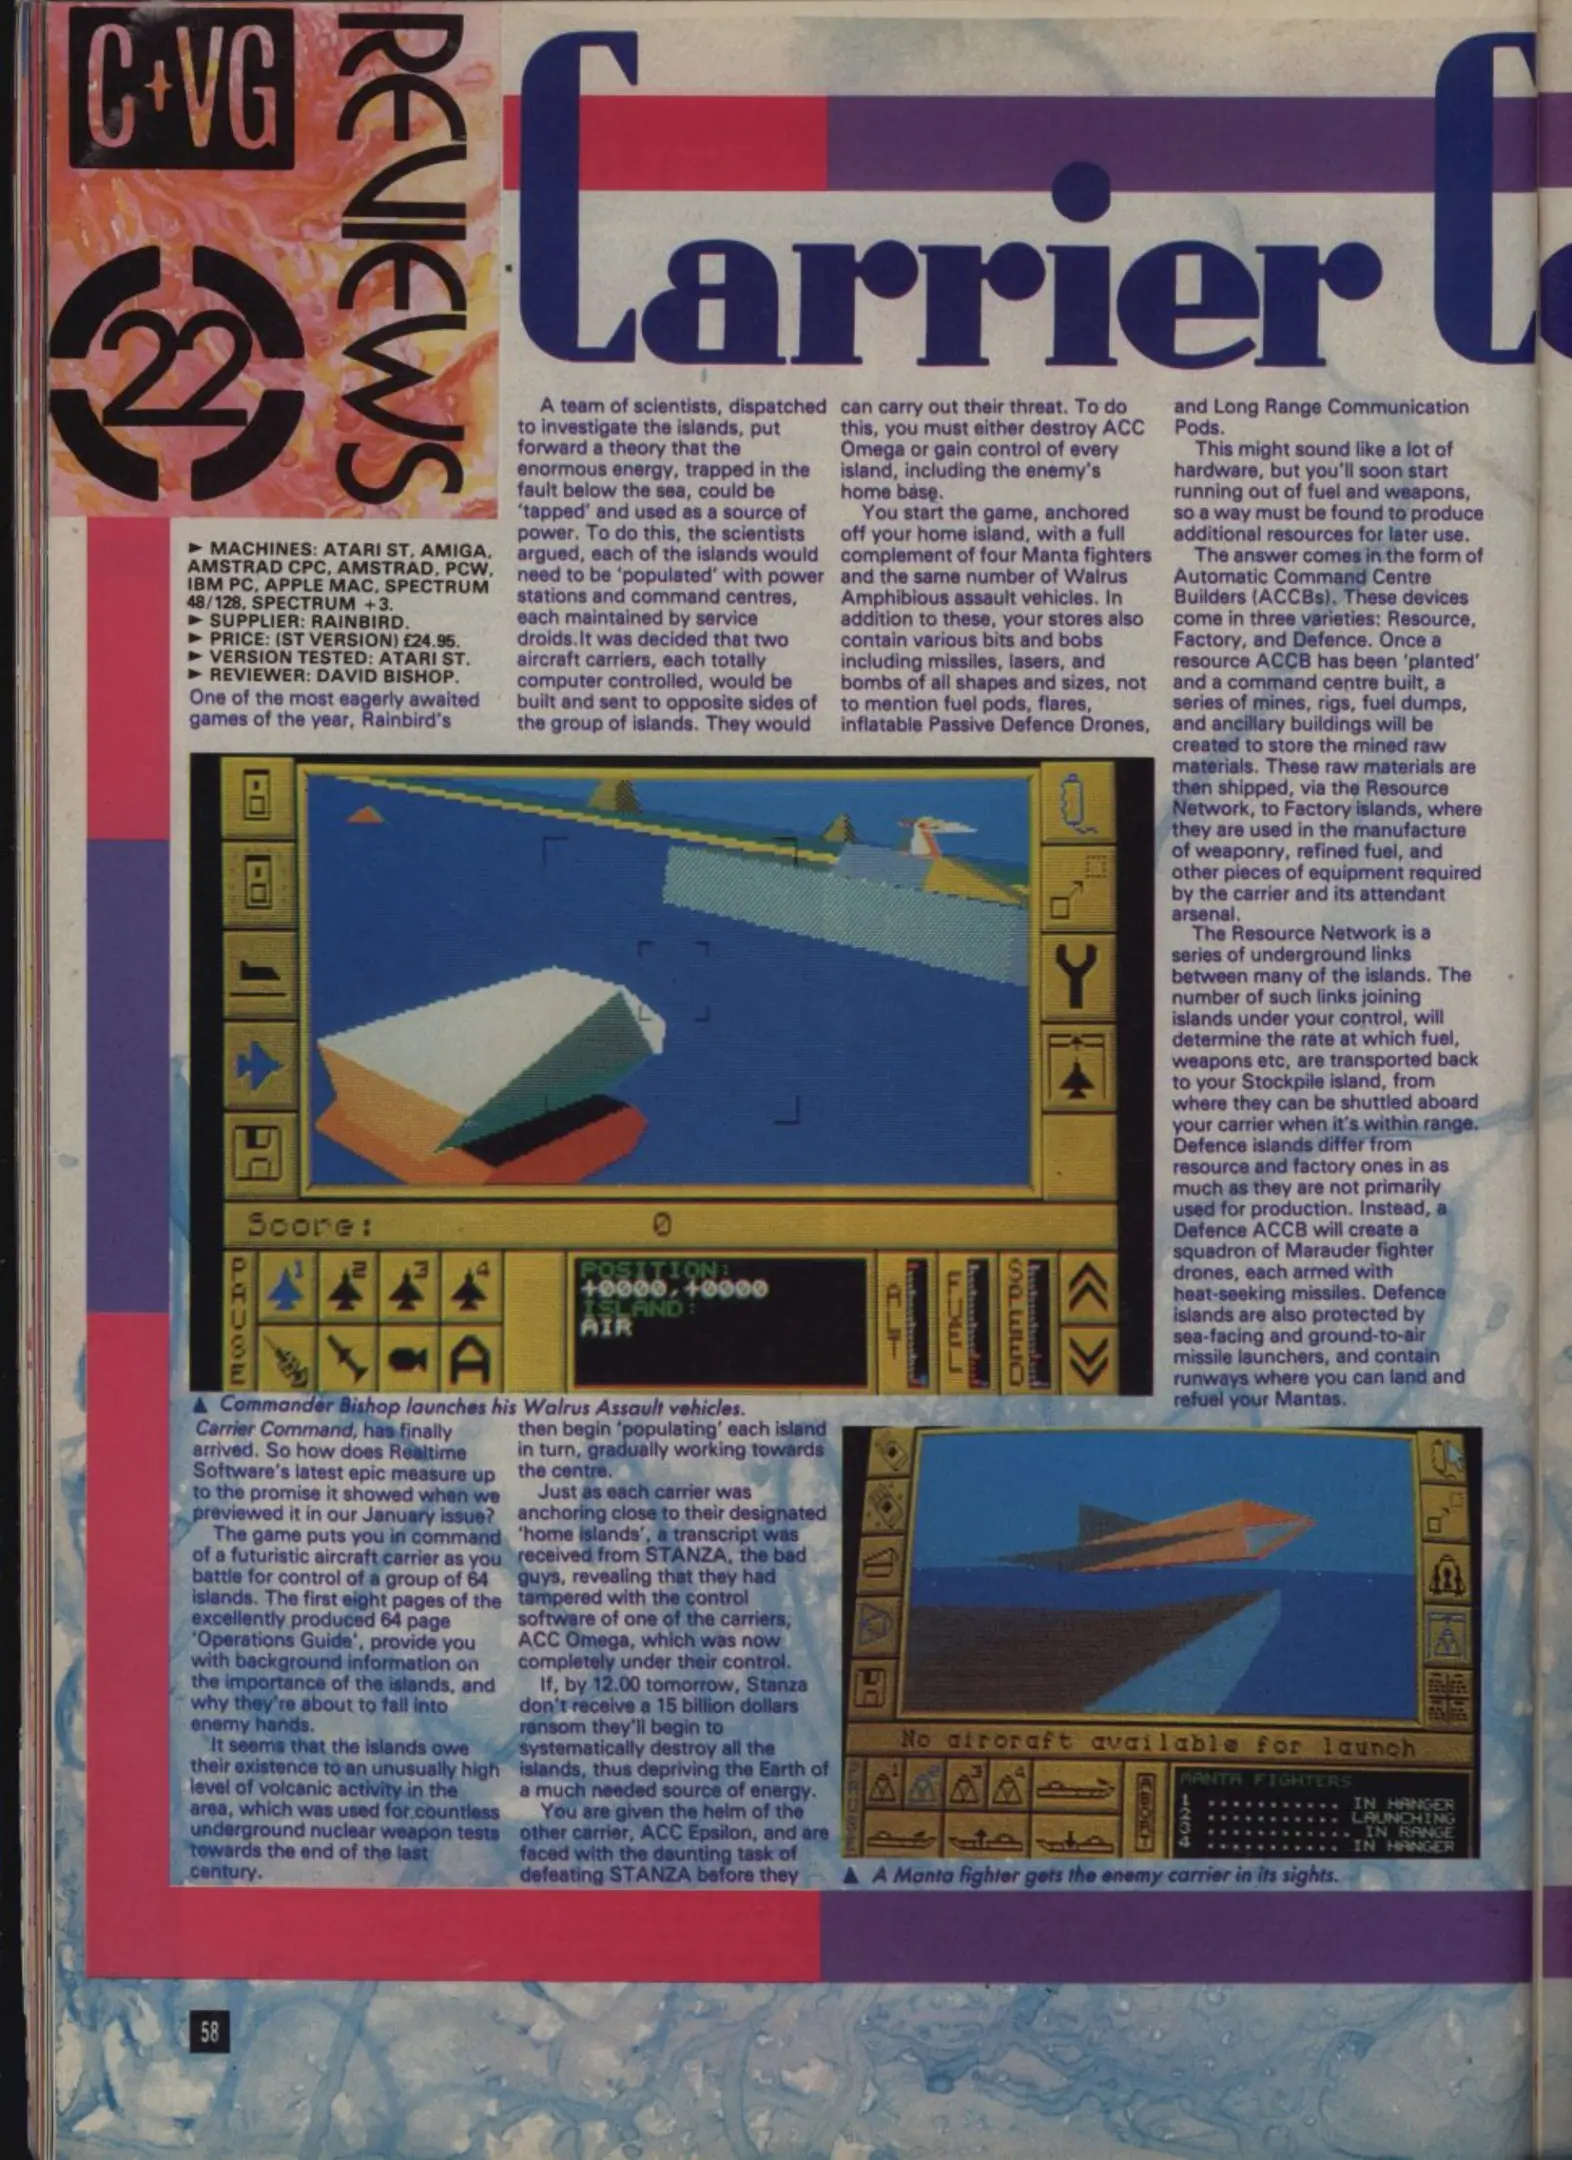 C+VG
REVIEWS
22
Carrier C
► MACHINES: ATARI ST, AMIGA,
AMSTRAD CPC, AMSTRAD, PCW,
IBM PC, APPLE MAC, SPECTRUM
48/128, SPECTRUM +3.
► SUPPLIER: RAINBIRD.
► PRICE: (ST VERSION) £24.95.
► VERSION TESTED: ATARI ST.
► REVIEWER: DAVID BISHOP.
One of the most eagerly awaited
games of the year, Rainbird's
Carrier Command, has finally
arrived. So how does Realtime
Software's latest epic measure up
to the promise it showed when we
previewed it in our January issue?
The game puts you in command
of a futuristic aircraft carrier as you
battle for control of a group of 64
islands. The first eight pages of the
excellently produced 64 page
'Operations Guide', provide you
with background information on
the importance of the islands, and
why they're about to fall into
enemy hands.
It seems that the islands owe
their existence to an unusually high
level of volcanic activity in the
area, which was used for countless
underground nuclear weapon tests
towards the end of the last
century.
A team of scientists, dispatched
to investigate the islands, put
forward a theory that the
enormous energy, trapped in the
fault below the sea, could be
'tapped' and used as a source of
power. To do this, the scientists
argued, each of the islands would
need to be 'populated' with power
stations and command centres,
each maintained by service
droids.It was decided that two
aircraft carriers, each totally
computer controlled, would be
built and sent to opposite sides of
the group of islands. They would
then begin 'populating' each island
in turn, gradually working towards
the centre.
Just as each carrier was
anchoring close to their designated
'home islands', a transcript was
received from STANZA, the bad
guys, revealing that they had
tampered with the control
software of one of the carriers,
ACC Omega, which was now
completely under their control.
If, by 12.00 tomorrow, Stanza
don't receive a 15 billion dollars
ransom they'll begin to
systematically destroy all the
islands, thus depriving the Earth of
a much needed source of energy.
You are given the helm of the
other carrier, ACC Epsilon, and are
faced with the daunting task of
defeating STANZA before they
can carry out their threat. To do
this, you must either destroy ACC
Omega or gain control of every
island, including the enemy's
home base.
You start the game, anchored
off your home island, with a full
complement of four Manta fighters
and the same number of Walrus
Amphibious assault vehicles. In
addition to these, your stores also
contain various bits and bobs
including missiles, lasers, and
bombs of all shapes and sizes, not
to mention fuel pods, flares,
inflatable Passive Defence Drones,
and Long Range Communication
Pods.
This might sound like a lot of
hardware, but you'll soon start
running out of fuel and weapons,
so a way must be found to produce
additional resources for later use.
The answer comes in the form of
Automatic Command Centre
Builders (ACCBs). These devices
come in three varieties: Resource,
Factory, and Defence. Once a
resource ACCB has been 'planted'
and a command centre built, a
series of mines, rigs, fuel dumps,
and ancillary buildings will be
created to store the mined raw
materials. These raw materials are
then shipped, via the Resource
Network, to Factory islands, where
they are used in the manufacture
of weaponry, refined fuel, and
other pieces of equipment required
by the carrier and its attendant
arsenal.
The Resource Network is a
series of underground links
between many of the islands. The
number of such links joining
islands under your control, will
determine the rate at which fuel,
weapons etc, are transported back
to your Stockpile island, from
where they can be shuttled aboard
your carrier when it's within range.
Defence islands differ from
resource and factory ones in as
much as they are not primarily
used for production. Instead, a
Defence ACCB will create a
squadron of Marauder fighter
drones, each armed with
heat-seeking missiles. Defence
islands are also protected by
sea-facing and ground-to-air
missile launchers, and contain
runways where you can land and
refuel your Mantas.
Score: 0
PAUSE
1 2 3 4
A
POSITION:
+0000,+0000
ISLAND:
AIR
ALT
FUEL
SPEED
▲ Commander Bishop launches his Walrus Assault vehicles.
No aircraft available for launch
PAUSE
1 2 3 4
ABORT
MANTA FIGHTERS
1 ........... IN HANGER
2 ........... LAUNCHING
3 ............ IN RANGE
4 ........... IN HANGER
▲ A Manta fighter gets the enemy carrier in its sights.
58